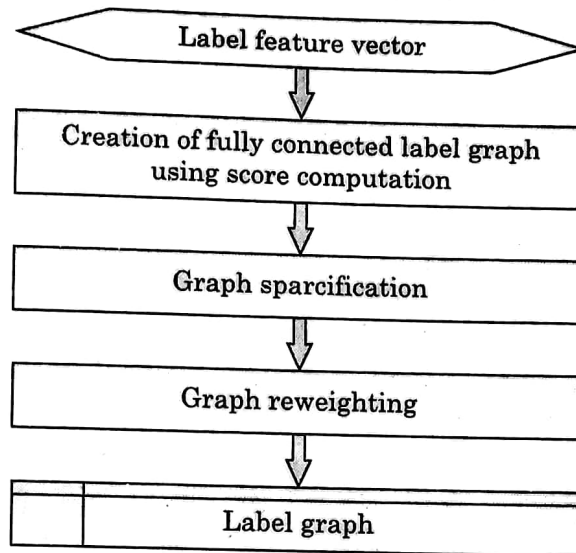 Label feature vector
Creation of fully connected label graph
using score computation
Graph sparcification
Graph reweighting
Label graph